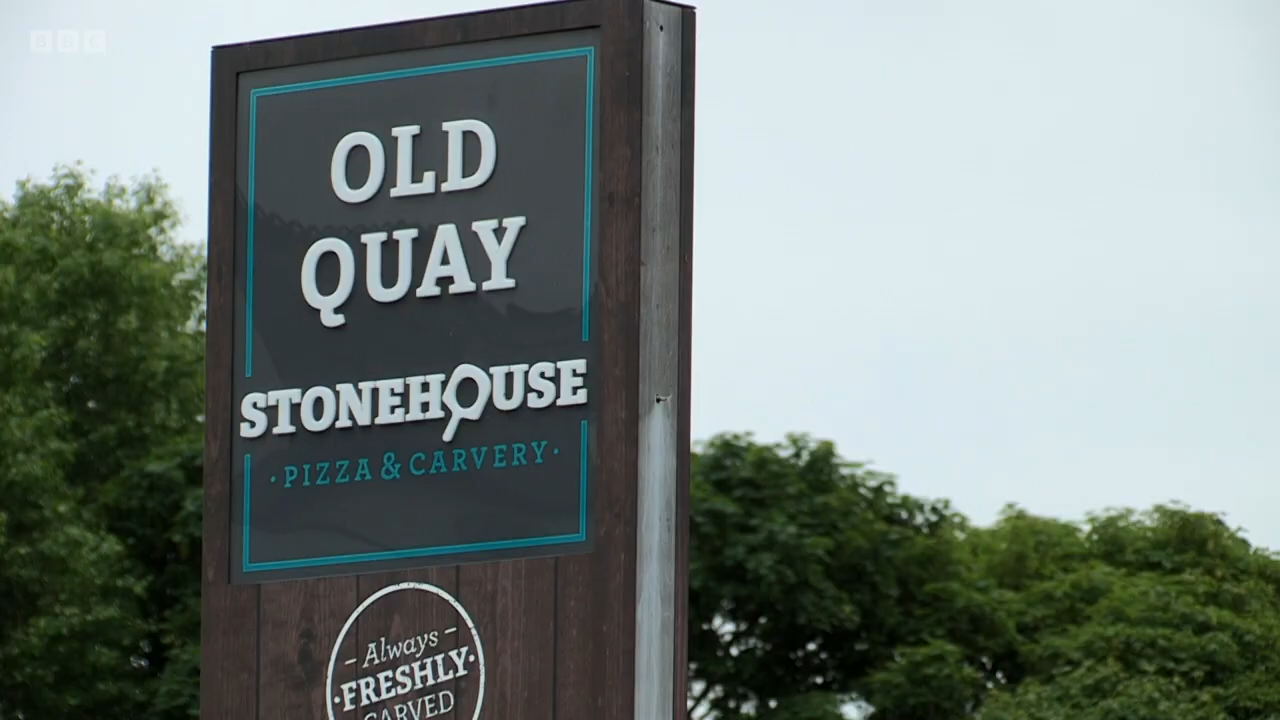 BBC
OLD
QUAY
STONEHOUSE
·PIZZA & CARVERY·
– Always –
·FRESHLY·
CARVED